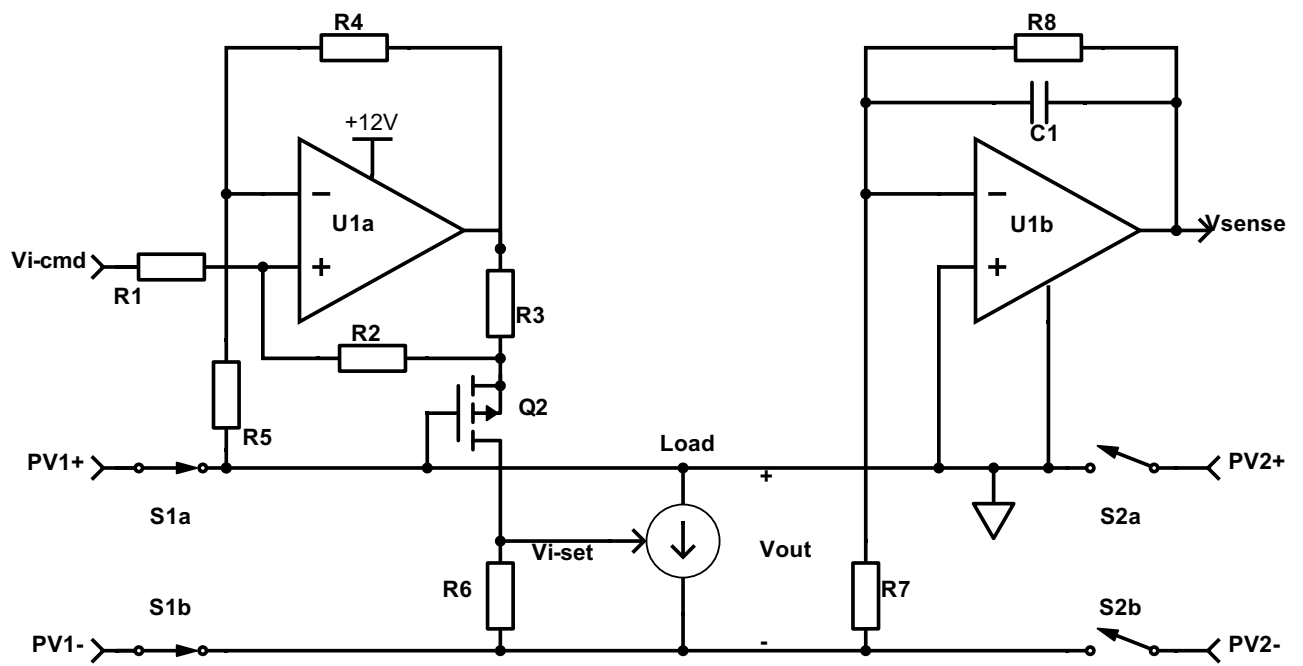 R4
R8
+12V
C1
−
U1a
−
U1b
Vsense
Vi-cmd
+
+
R1
R3
R2
Q2
R5
Load
PV1+
+
PV2+
S1a
S2a
Vi-set
Vout
R6
R7
S1b
S2b
PV1-
-
PV2-